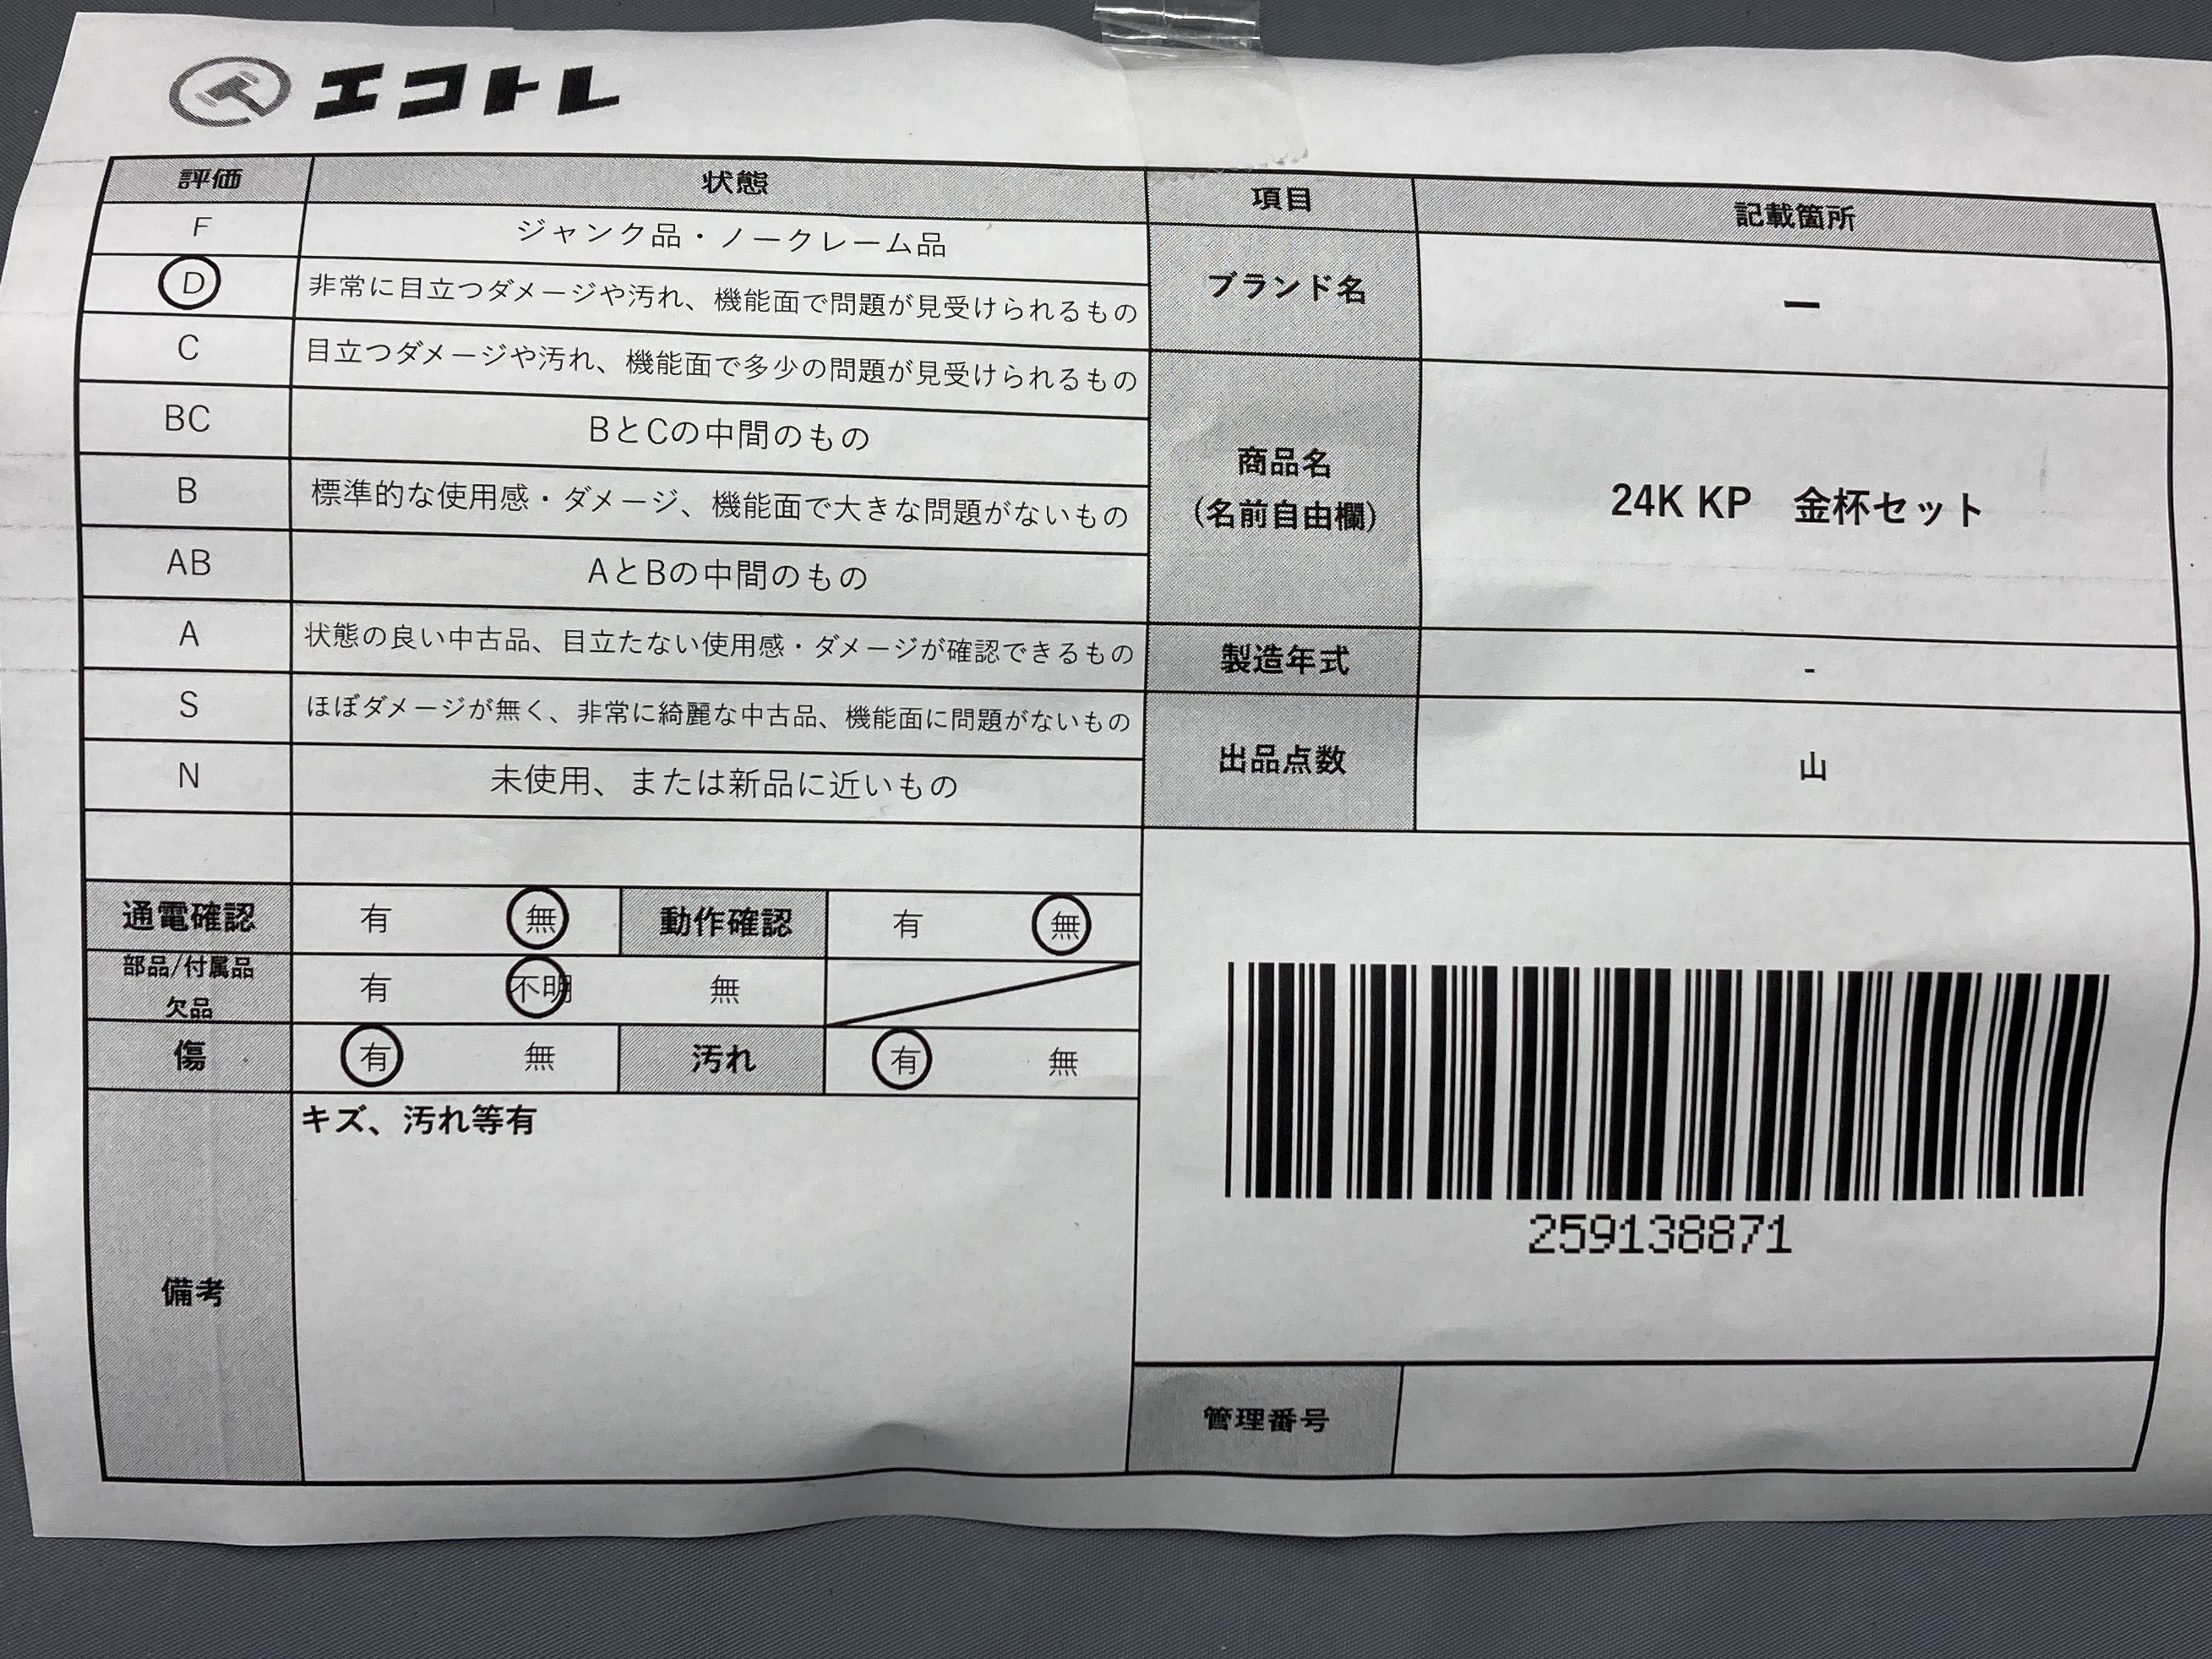 エコトレ
評価 状態
F ジャンク品・ノークレーム品
D 非常に目立つダメージや汚れ、機能面で問題が見受けられるもの
C 目立つダメージや汚れ、機能面で多少の問題が見受けられるもの
BC BとCの中間のもの
B 標準的な使用感・ダメージ、機能面で大きな問題がないもの
AB AとBの中間のもの
A 状態の良い中古品、目立たない使用感・ダメージが確認できるもの
S ほぼダメージが無く、非常に綺麗な中古品、機能面に問題がないもの
N 未使用、または新品に近いもの
通電確認 有 無 動作確認 有 無
部品/付属品
欠品 有 不明 無
傷 有 無 汚れ 有 無
備考 キズ、汚れ等有
項目 記載箇所
ブランド名 ー
商品名
(名前自由欄) 24K KP 金杯セット
製造年式 -
出品点数 山
259138871
管理番号